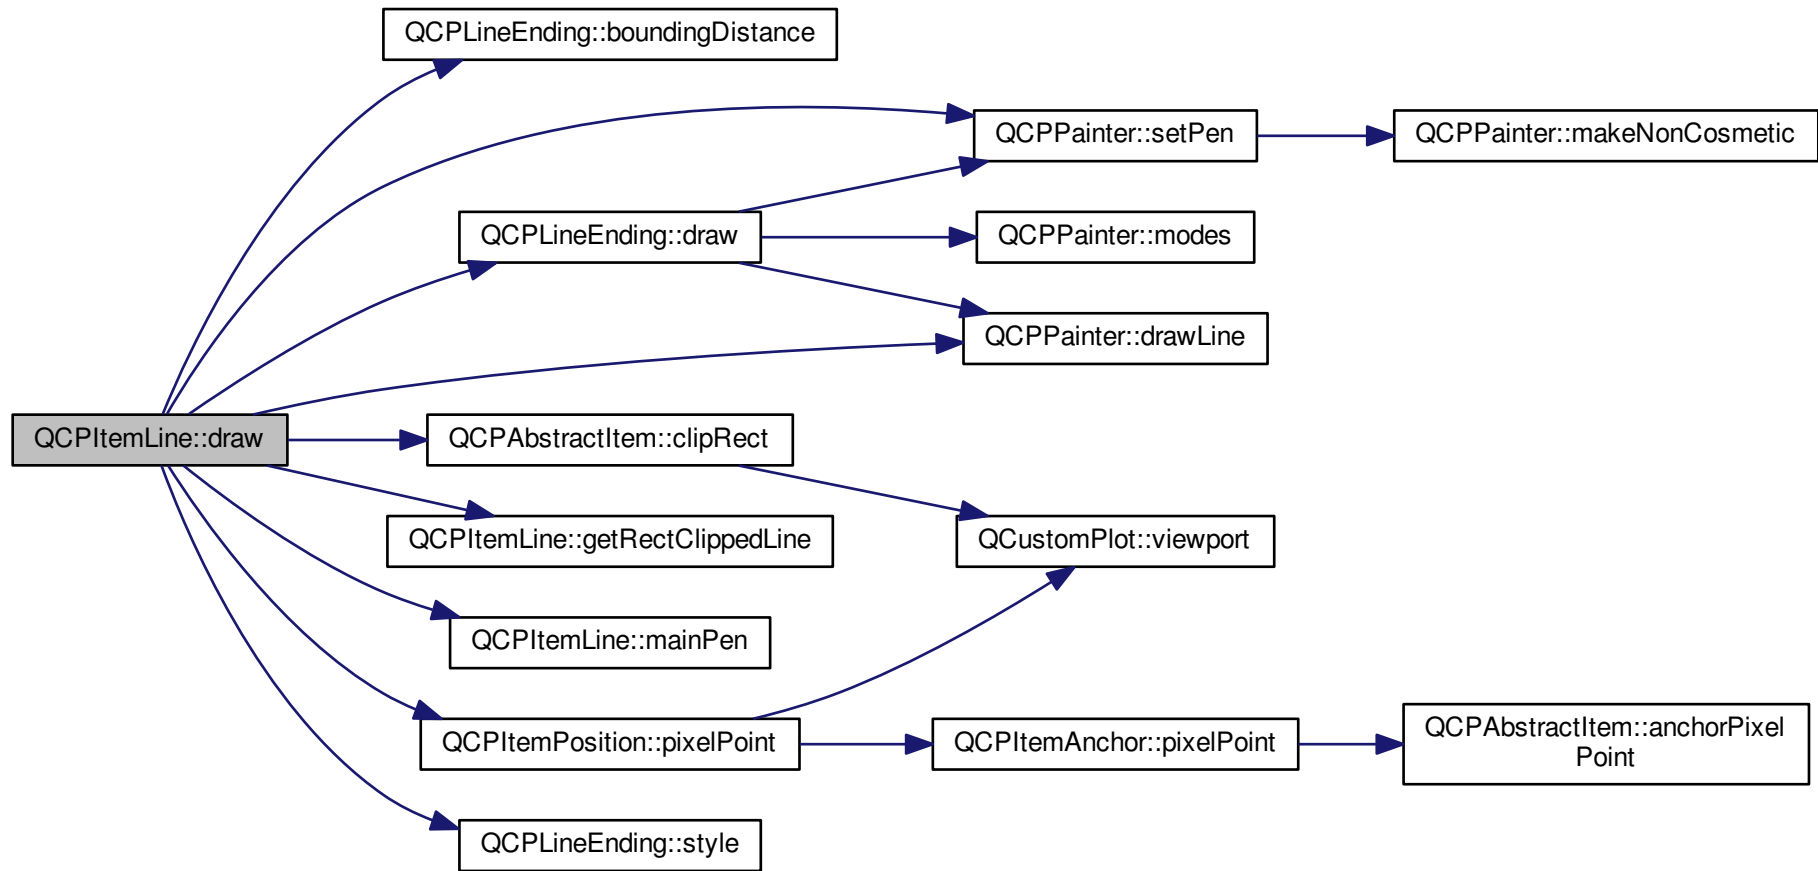 QCPLineEnding::boundingDistance
QCPPainter::setPen
QCPPainter::makeNonCosmetic
QCPLineEnding::draw
QCPPainter::modes
QCPPainter::drawLine
QCPItemLine::draw
QCPAbstractItem::clipRect
QCPItemLine::getRectClippedLine
QCustomPlot::viewport
QCPItemLine::mainPen
QCPItemPosition::pixelPoint
QCPItemAnchor::pixelPoint
QCPAbstractItem::anchorPixel
Point
QCPLineEnding::style